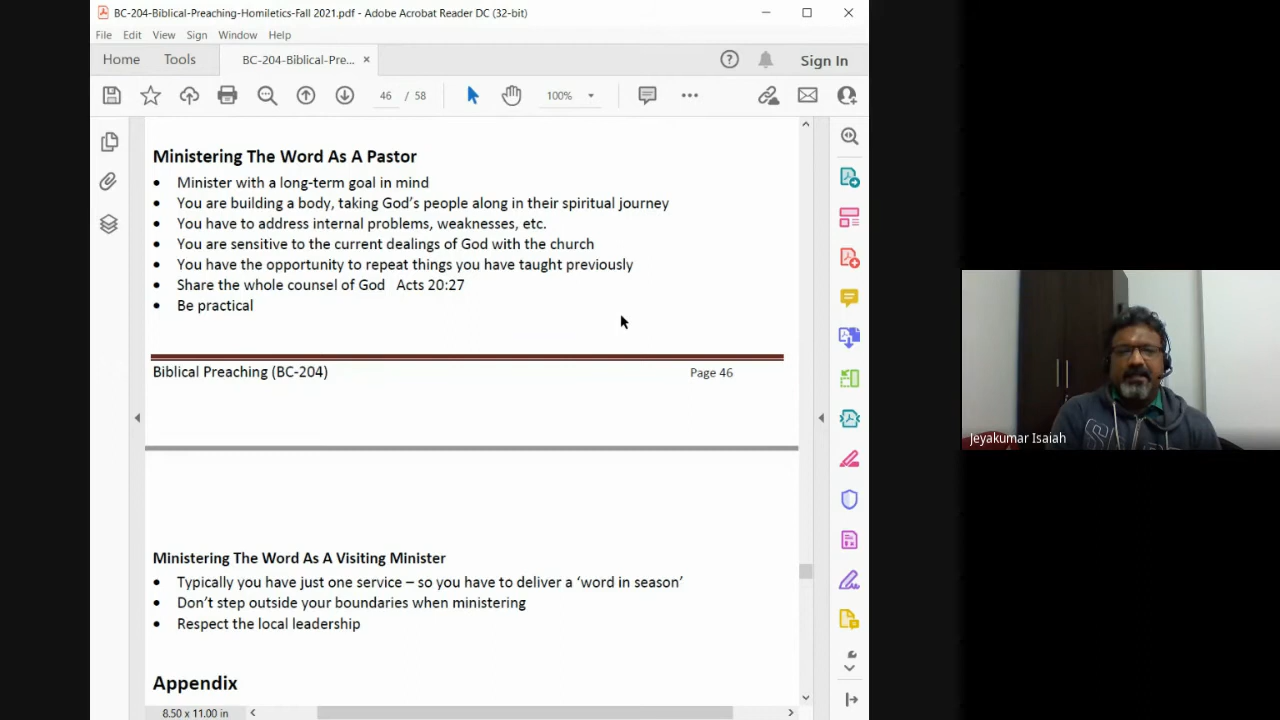 BC-204-Biblical-Preaching-Homiletics-Fall 2021.pdf - Adobe Acrobat Reader DC (32-bit)
File Edit View Sign Window Help
Home Tools BC-204-Biblical-Pre... × Sign In
46 / 58 100%
Ministering The Word As A Pastor
• Minister with a long-term goal in mind
• You are building a body, taking God's people along in their spiritual journey
• You have to address internal problems, weaknesses, etc.
• You are sensitive to the current dealings of God with the church
• You have the opportunity to repeat things you have taught previously
• Share the whole counsel of God Acts 20:27
• Be practical
Biblical Preaching (BC-204) Page 46
Ministering The Word As A Visiting Minister
• Typically you have just one service – so you have to deliver a ‘word in season’
• Don't step outside your boundaries when ministering
• Respect the local leadership
Appendix
8.50 x 11.00 in
Jeyakumar Isaiah